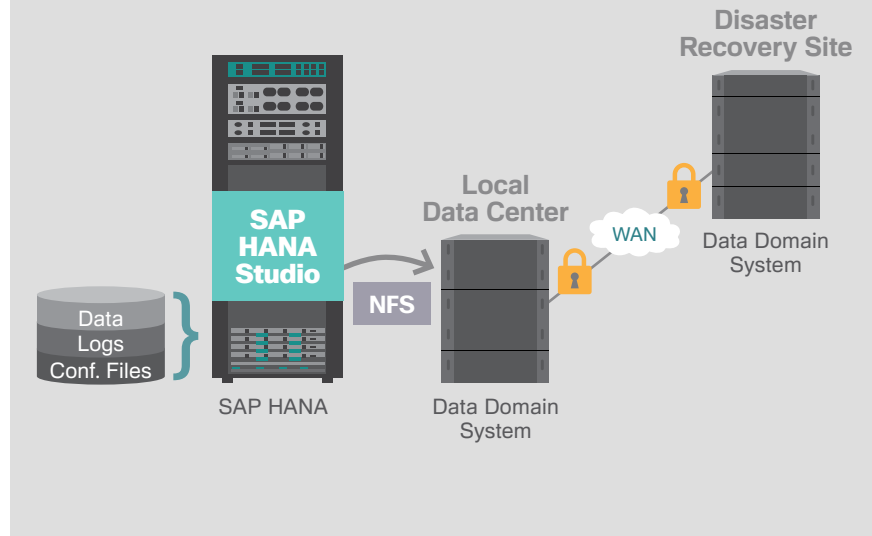 Disaster
Recovery Site
Data Domain
System
WAN
Local
Data Center
Data Domain
System
NFS
SAP
HANA
Studio
SAP HANA
Data
Logs
Conf. Files